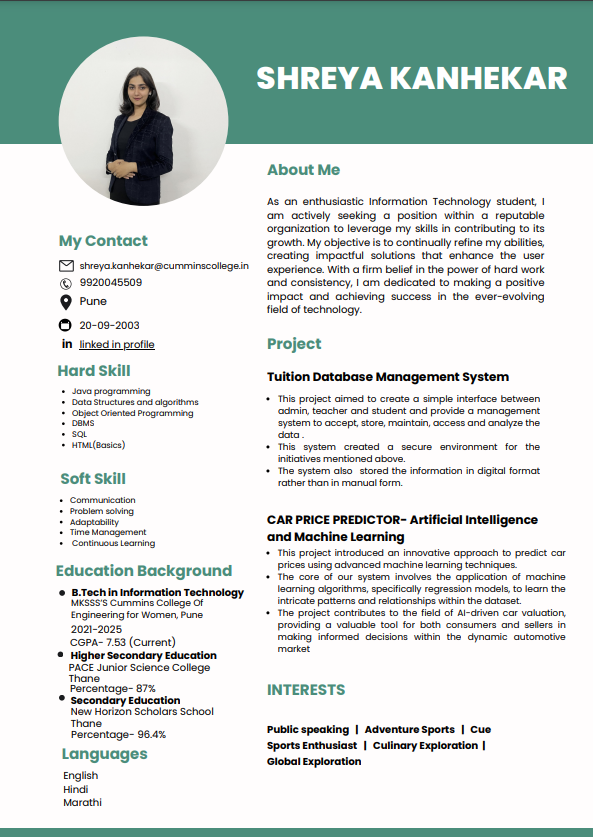 SHREYA KANHEKAR
My Contact
shreya.kanhekar@cumminscollege.in
9920045509
Pune
20-09-2003
in linked in profile
Hard Skill
• Java programming
• Data Structures and algorithms
• Object Oriented Programming
• DBMS
• SQL
• HTML(Basics)
Soft Skill
• Communication
• Problem solving
• Adaptability
• Time Management
• Continuous Learning
Education Background
• B.Tech in Information Technology
MKSSS'S Cummins College Of
Engineering for Women, Pune
2021-2025
CGPA- 7.53 (Current)
• Higher Secondary Education
PACE Junior Science College
Thane
Percentage- 87%
• Secondary Education
New Horizon Scholars School
Thane
Percentage- 96.4%
Languages
English
Hindi
Marathi
About Me
As an enthusiastic Information Technology student, I
am actively seeking a position within a reputable
organization to leverage my skills in contributing to its
growth. My objective is to continually refine my abilities,
creating impactful solutions that enhance the user
experience. With a firm belief in the power of hard work
and consistency, I am dedicated to making a positive
impact and achieving success in the ever-evolving
field of technology.
Project
Tuition Database Management System
• This project aimed to create a simple interface between
admin, teacher and student and provide a management
system to accept, store, maintain, access and analyze the
data .
• This system created a secure environment for the
initiatives mentioned above.
• The system also stored the information in digital format
rather than in manual form.
CAR PRICE PREDICTOR- Artificial Intelligence
and Machine Learning
• This project introduced an innovative approach to predict car
prices using advanced machine learning techniques.
• The core of our system involves the application of machine
learning algorithms, specifically regression models, to learn the
intricate patterns and relationships within the dataset.
• The project contributes to the field of AI-driven car valuation,
providing a valuable tool for both consumers and sellers in
making informed decisions within the dynamic automotive
market
INTERESTS
Public speaking | Adventure Sports | Cue
Sports Enthusiast | Culinary Exploration |
Global Exploration